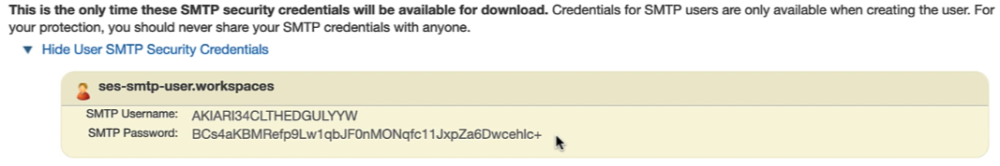 This is the only time these SMTP security credentials will be available for download. Credentials for SMTP users are only available when creating the user. For
your protection, you should never share your SMTP credentials with anyone.
▼ Hide User SMTP Security Credentials
ses-smtp-user.workspaces
SMTP Username: AKIARI34CLTHEDGULYYW
SMTP Password: BCs4aKBMRefp9Lw1qbJF0nMONqfc11JxpZa6Dwcehlc+